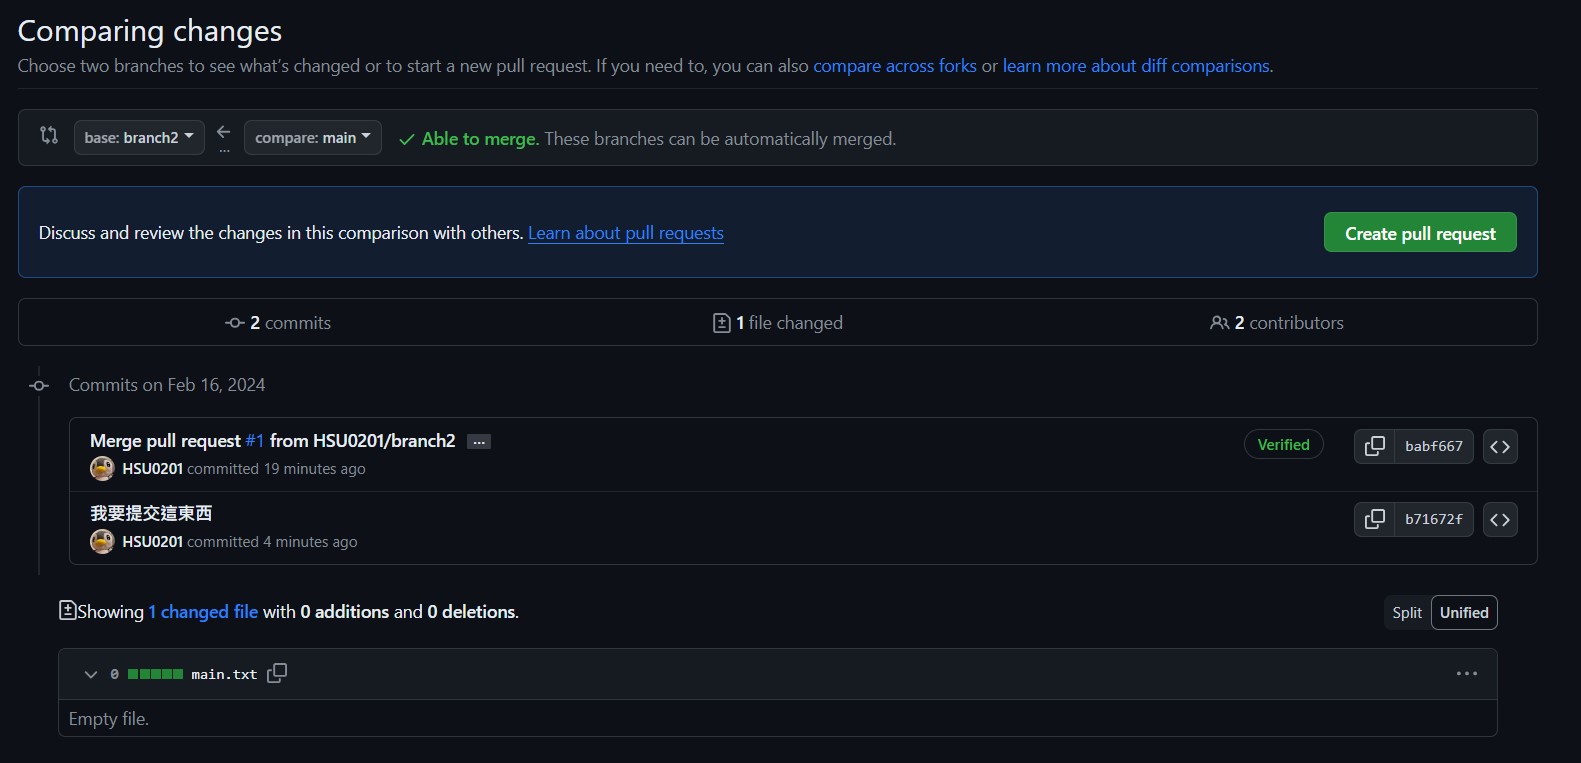 Comparing changes
Choose two branches to see what's changed or to start a new pull request. If you need to, you can also compare across forks or learn more about diff comparisons.
base: branch2 ... compare: main Able to merge. These branches can be automatically merged.
Discuss and review the changes in this comparison with others. Learn about pull requests Create pull request
2 commits 1 file changed 2 contributors
Commits on Feb 16, 2024
Merge pull request #1 from HSU0201/branch2 ... Verified babf667
HSU0201 committed 19 minutes ago
我要提交這東西 b71672f
HSU0201 committed 4 minutes ago
Showing 1 changed file with 0 additions and 0 deletions. Split Unified
0 main.txt
Empty file.